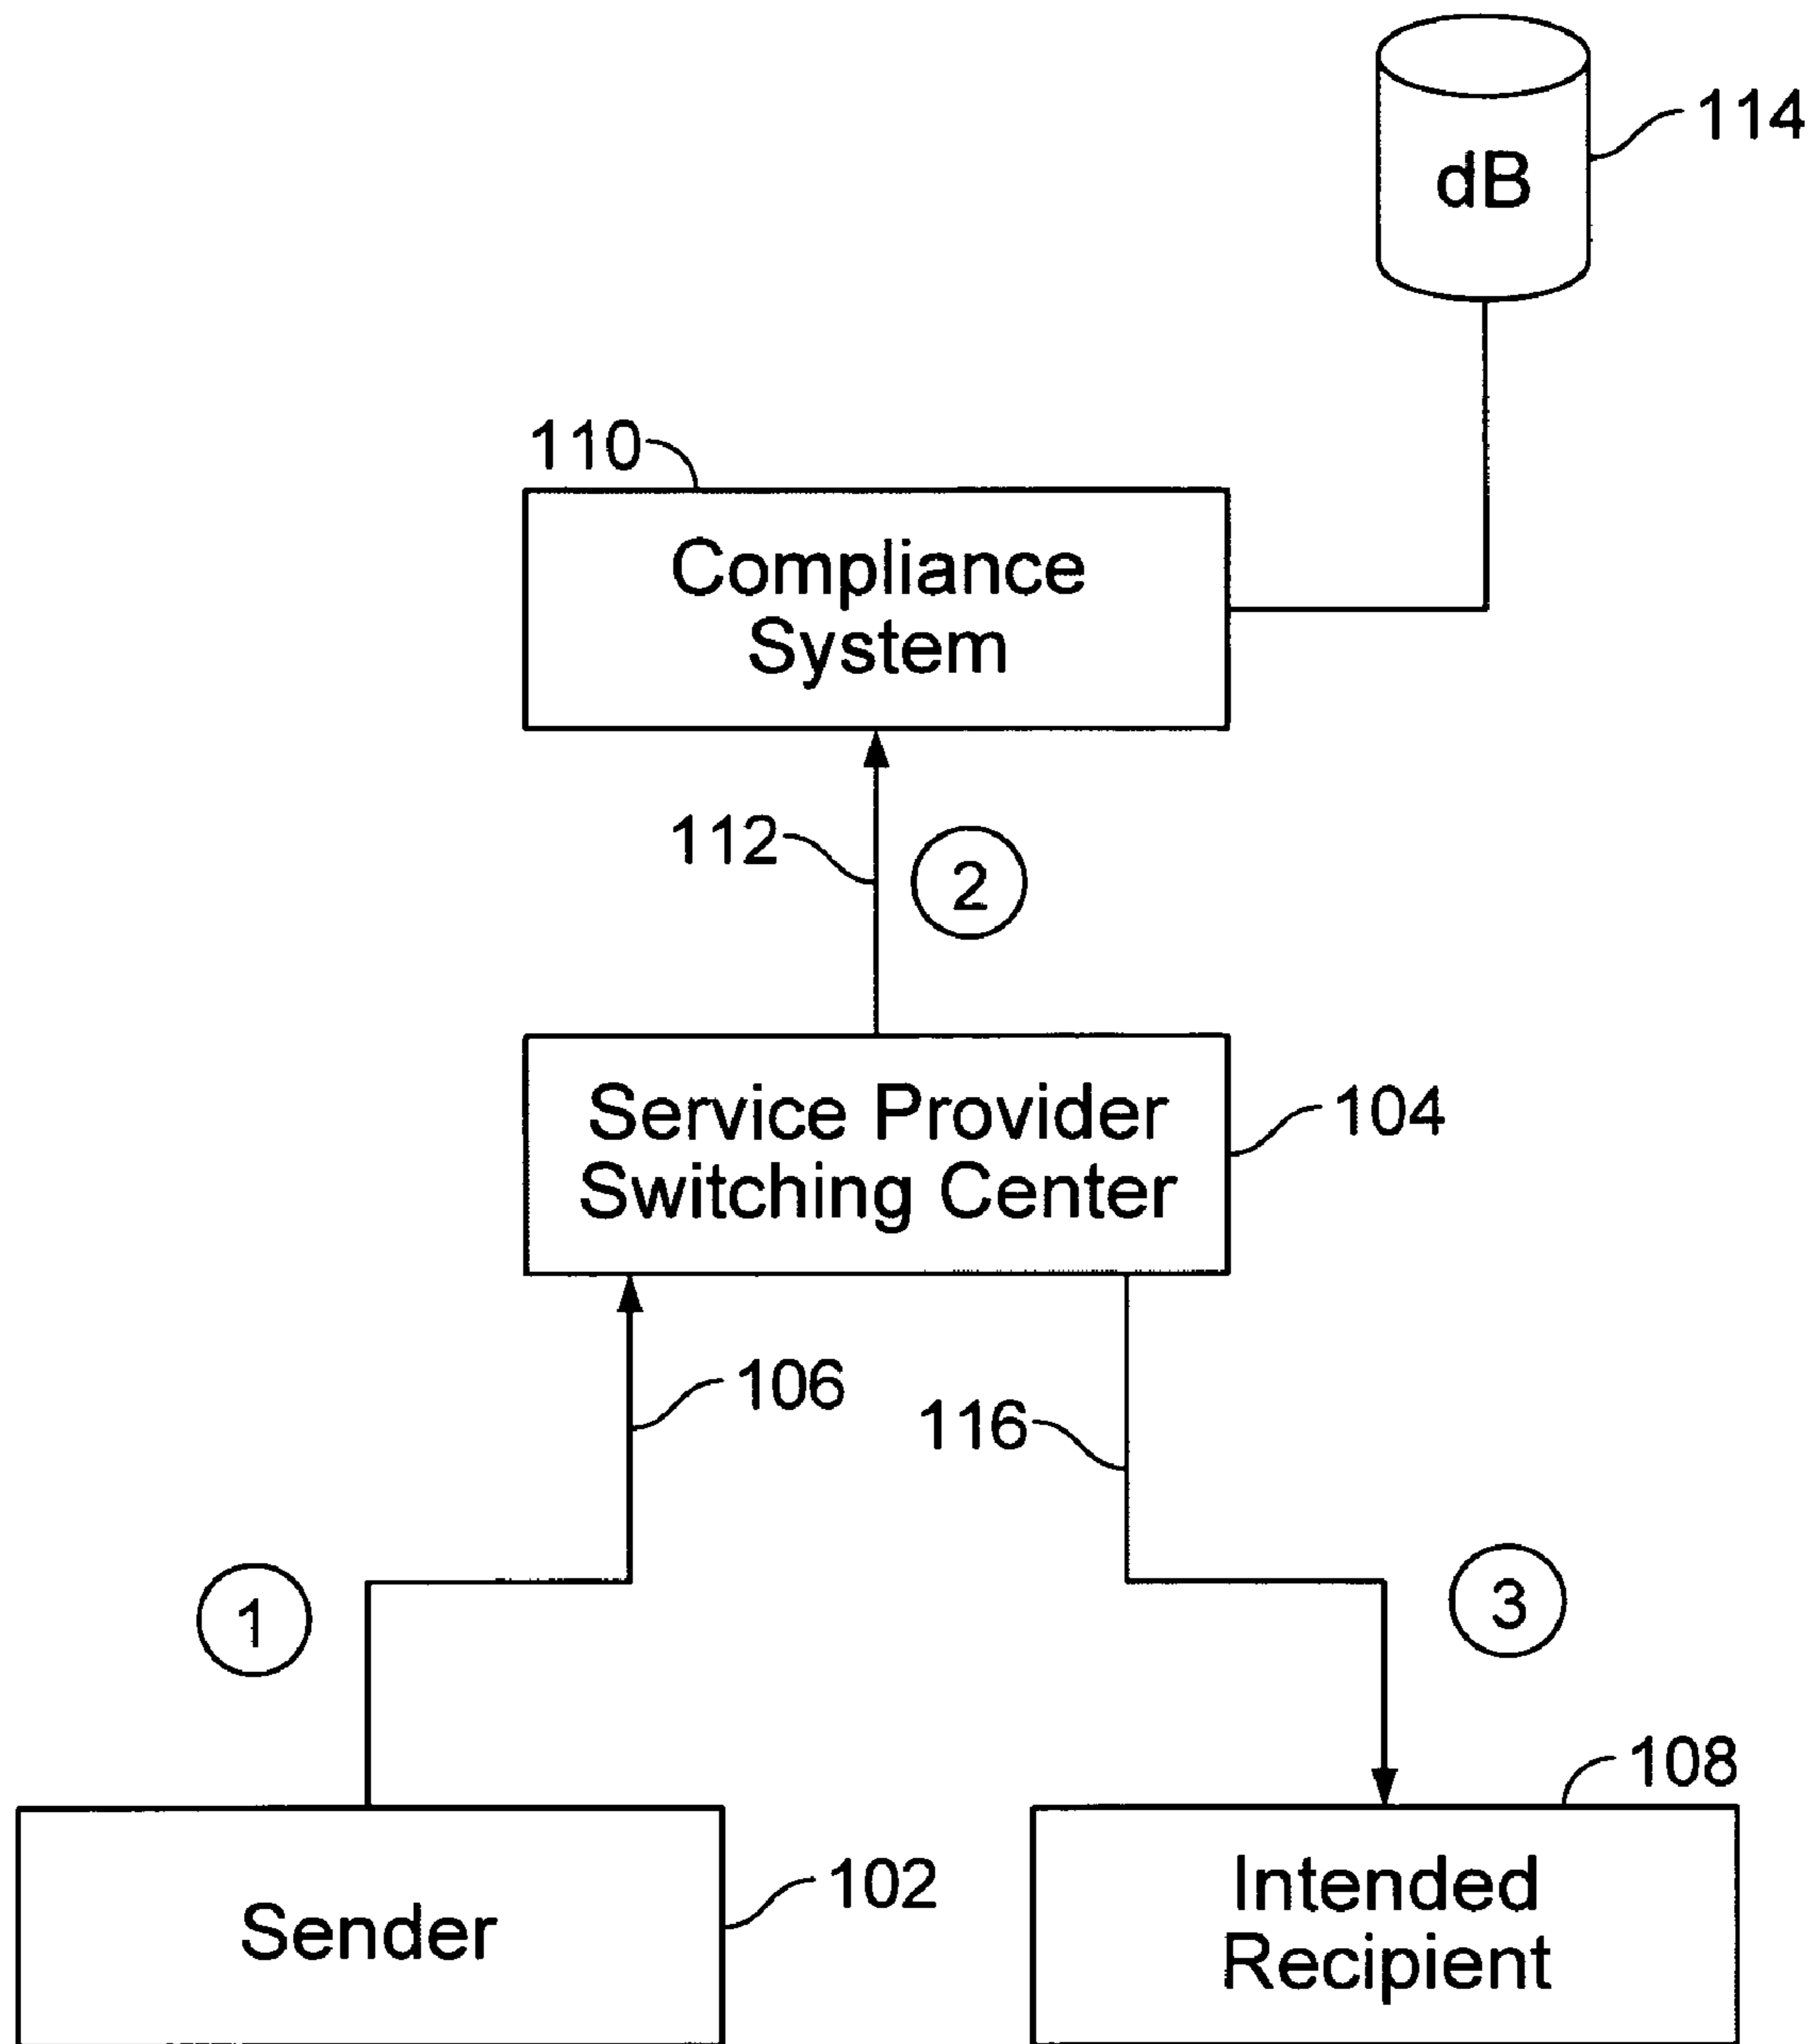 114
dB
110
Compliance
System
112
2
Service Provider
Switching Center
104
106
116
1
3
108
Sender
102
Intended
Recipient